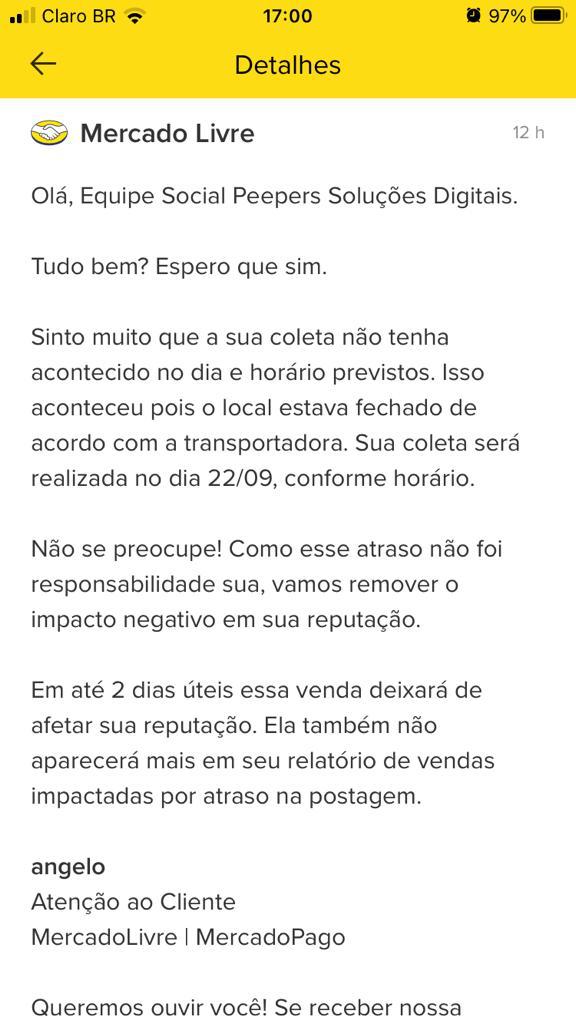 Claro BR 17:00 97%
Detalhes
Mercado Livre 12 h
Olá, Equipe Social Peepers Soluções Digitais.
Tudo bem? Espero que sim.
Sinto muito que a sua coleta não tenha
acontecido no dia e horário previstos. Isso
aconteceu pois o local estava fechado de
acordo com a transportadora. Sua coleta será
realizada no dia 22/09, conforme horário.
Não se preocupe! Como esse atraso não foi
responsabilidade sua, vamos remover o
impacto negativo em sua reputação.
Em até 2 dias úteis essa venda deixará de
afetar sua reputação. Ela também não
aparecerá mais em seu relatório de vendas
impactadas por atraso na postagem.
angelo
Atenção ao Cliente
MercadoLivre | MercadoPago
Queremos ouvir você! Se receber nossa